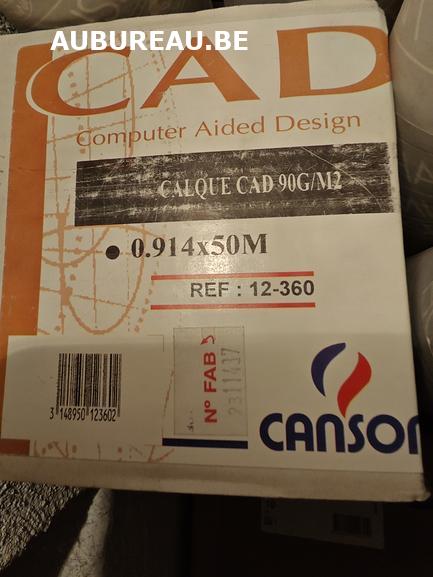 AUBUREAU.BE
CAD
Computer Aided Design
CALQUE CAD 90G/M2
0.914x50M
REF : 12-360
3 148950 123602
N° FAB
2311437
CANSON